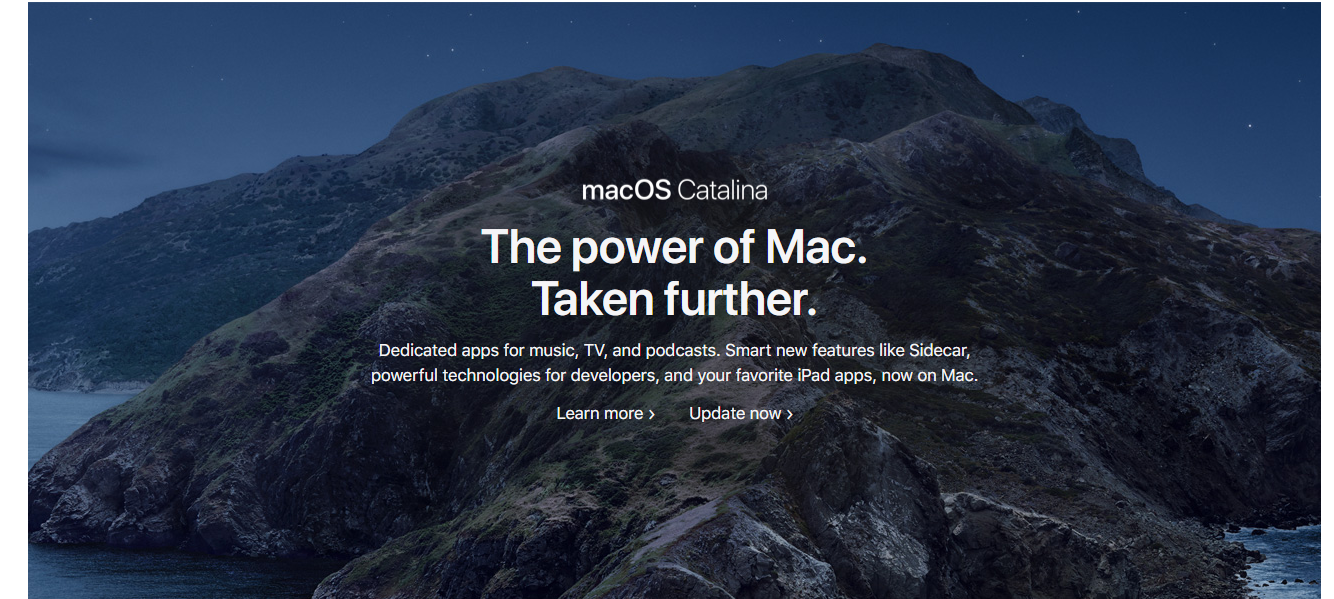 macOS Catalina
The power of Mac.
Taken further.
Dedicated apps for music, TV, and podcasts. Smart new features like Sidecar,
powerful technologies for developers, and your favorite iPad apps, now on Mac.
Learn more › Update now ›